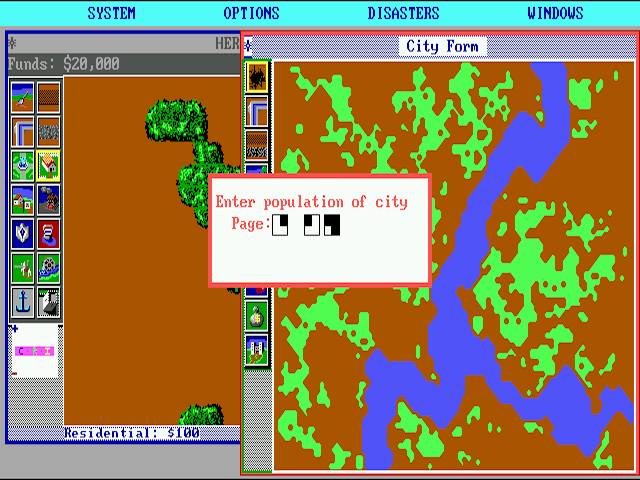 SYSTEM OPTIONS DISASTERS WINDOWS
HER
City Form
Funds: $20,000
Enter population of city
Page:
Residential: $100